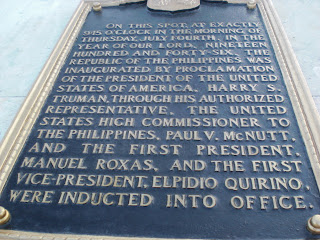 ON THIS SPOT, AT EXACTLY
9:15 O'CLOCK IN THE MORNING OF
THURSDAY, JULY FOURTH, IN THE
YEAR OF OUR LORD, NINETEEN
HUNDRED AND FORTY-SIX, THE
REPUBLIC OF THE PHILIPPINES WAS
INAUGURATED BY PROCLAMATION
OF THE PRESIDENT OF THE UNITED
STATES OF AMERICA, HARRY S.
TRUMAN, THROUGH HIS AUTHORIZED
REPRESENTATIVE, THE UNITED
STATES HIGH COMMISSIONER TO
THE PHILIPPINES, PAUL V. McNUTT,
AND THE FIRST PRESIDENT,
MANUEL ROXAS, AND THE FIRST
VICE-PRESIDENT, ELPIDIO QUIRINO,
WERE INDUCTED INTO OFFICE.